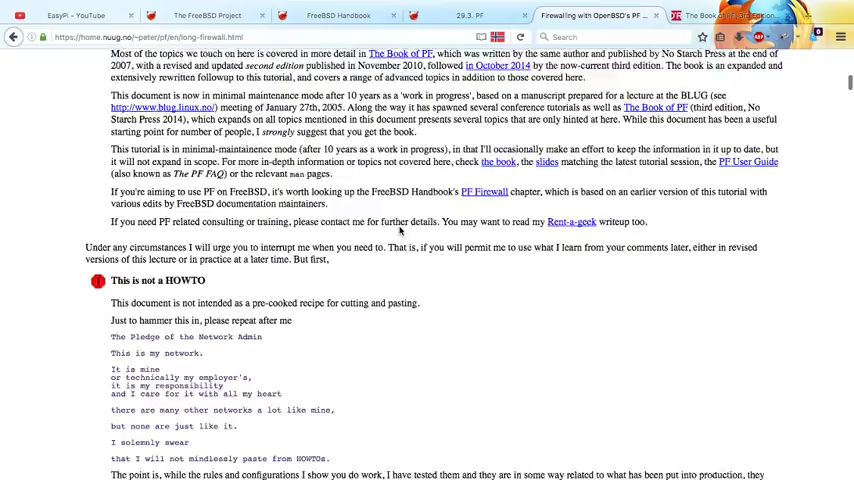 EasyPi - YouTube
The FreeBSD Project
FreeBSD Handbook
29.3. PF
Firewalling with OpenBSD's PF ...
The Book of PF, 3rd Edition
https://home.nuug.no/~peter/pf/en/long-firewall.html
Search
ABP
Most of the topics we touch on here is covered in more detail in The Book of PF, which was written by the same author and published by No Starch Press at the end of
2007, with a revised and updated second edition published in November 2010, followed in October 2014 by the now-current third edition. The book is an expanded and
extensively rewritten followup to this tutorial, and covers a range of advanced topics in addition to those covered here.
This document is now in minimal maintenance mode after 10 years as a 'work in progress', based on a manuscript prepared for a lecture at the BLUG (see
http://www.blug.linux.no/) meeting of January 27th, 2005. Along the way it has spawned several conference tutorials as well as The Book of PF (third edition, No
Starch Press 2014), which expands on all topics mentioned in this document presents several topics that are only hinted at here. While this document has been a useful
starting point for number of people, I strongly suggest that you get the book.
This tutorial is in minimal-maintainence mode (after 10 years as a work in progress), in that I'll occasionally make an effort to keep the information in it up to date, but
it will not expand in scope. For more in-depth information or topics not covered here, check the book, the slides matching the latest tutorial session, the PF User Guide
(also known as The PF FAQ) or the relevant man pages.
If you're aiming to use PF on FreeBSD, it's worth looking up the FreeBSD Handbook's PF Firewall chapter, which is based on an earlier version of this tutorial with
various edits by FreeBSD documentation maintainers.
If you need PF related consulting or training, please contact me for further details. You may want to read my Rent-a-geek writeup too.
Under any circumstances I will urge you to interrupt me when you need to. That is, if you will permit me to use what I learn from your comments later, either in revised
versions of this lecture or in practice at a later time. But first,
This is not a HOWTO
This document is not intended as a pre-cooked recipe for cutting and pasting.
Just to hammer this in, please repeat after me
The Pledge of the Network Admin
This is my network.
It is mine
or technically my employer's,
it is my responsibility
and I care for it with all my heart
there are many other networks a lot like mine,
but none are just like it.
I solemnly swear
that I will not mindlessly paste from HOWTOs.
The point is, while the rules and configurations I show you do work, I have tested them and they are in some way related to what has been put into production, they